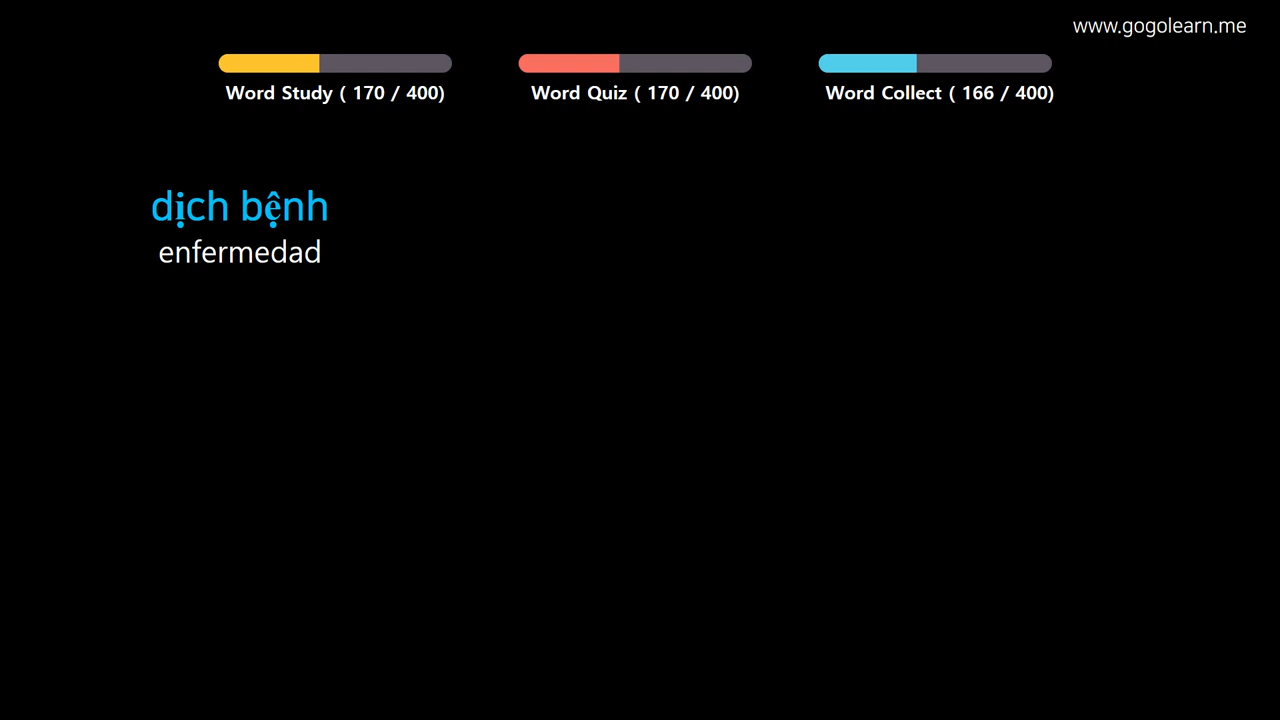 www.gogolearn.me
Word Study ( 170 / 400)
Word Quiz ( 170 / 400)
Word Collect ( 166 / 400)
dịch bệnh
enfermedad